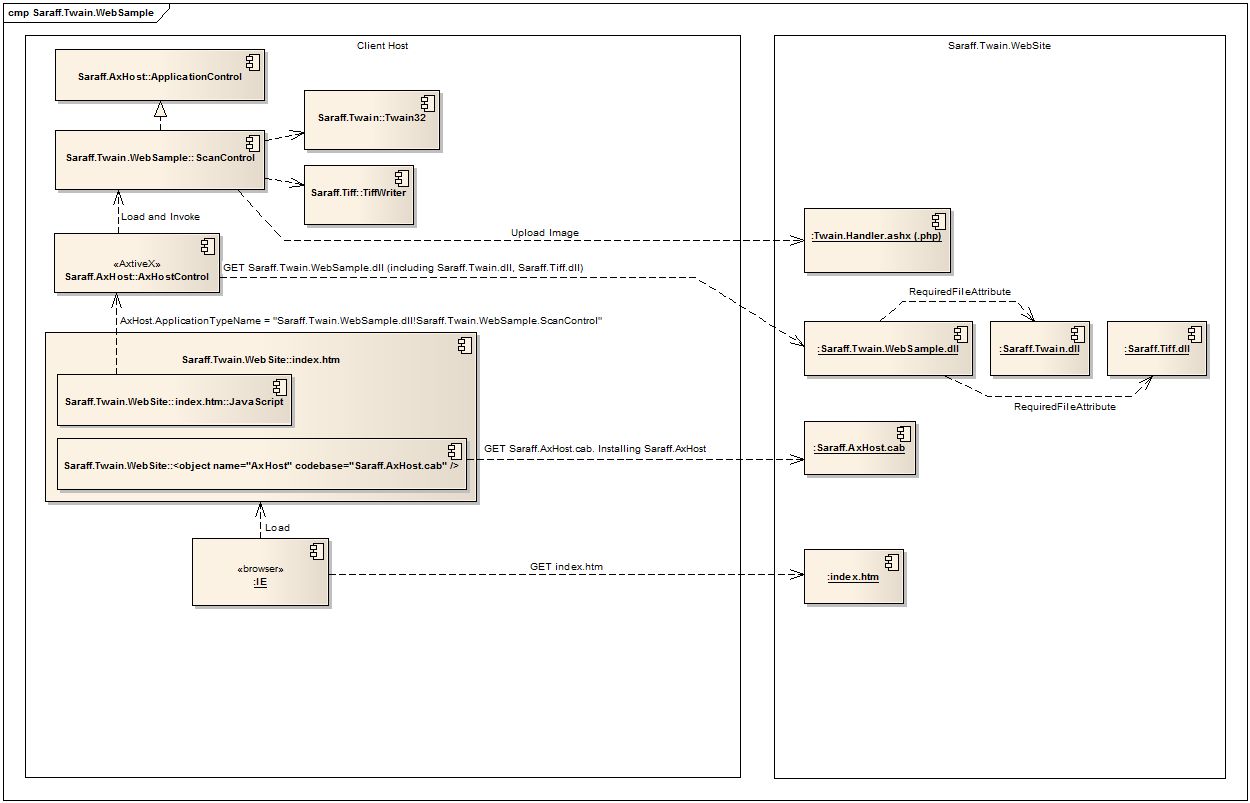 cmp Saraff.Twain.WebSample
Client Host
Saraff.AxHost::ApplicationControl
Saraff.Twain::Twain32
Saraff.Twain.WebSample:: ScanControl
Saraff.Tiff::TiffWriter
Load and Invoke
Upload Image
«AxtiveX»
Saraff.AxHost::AxHostControl
GET Saraff.Twain.WebSample.dll (including Saraff.Twain.dll, Saraff.Tiff.dll)
AxHost.ApplicationTypeName = "Saraff.Twain.WebSample.dll!Saraff.Twain.WebSample.ScanControl"
Saraff.Twain.WebSite::index.htm
Saraff.Twain.WebSite::index.htm::JavaScript
Saraff.Twain.WebSite::<object name="AxHost" codebase="Saraff.AxHost.cab" />
GET Saraff.AxHost.cab. Installing Saraff.AxHost
Load
«browser»
:IE
GET index.htm
Saraff.Twain.WebSite
:Twain.Handler.ashx (.php)
RequiredFileAttribute
:Saraff.Twain.WebSample.dll
:Saraff.Twain.dll
:Saraff.Tiff.dll
RequiredFileAttribute
:Saraff.AxHost.cab
:index.htm